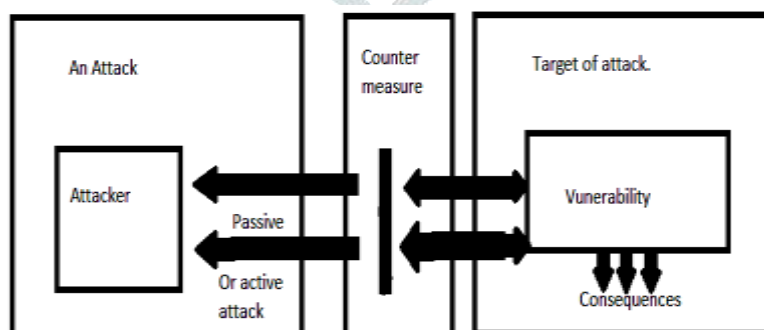 An Attack
Attacker
Passive
Or active
attack
Counter
measure
Target of attack.
Vunerability
Consequences